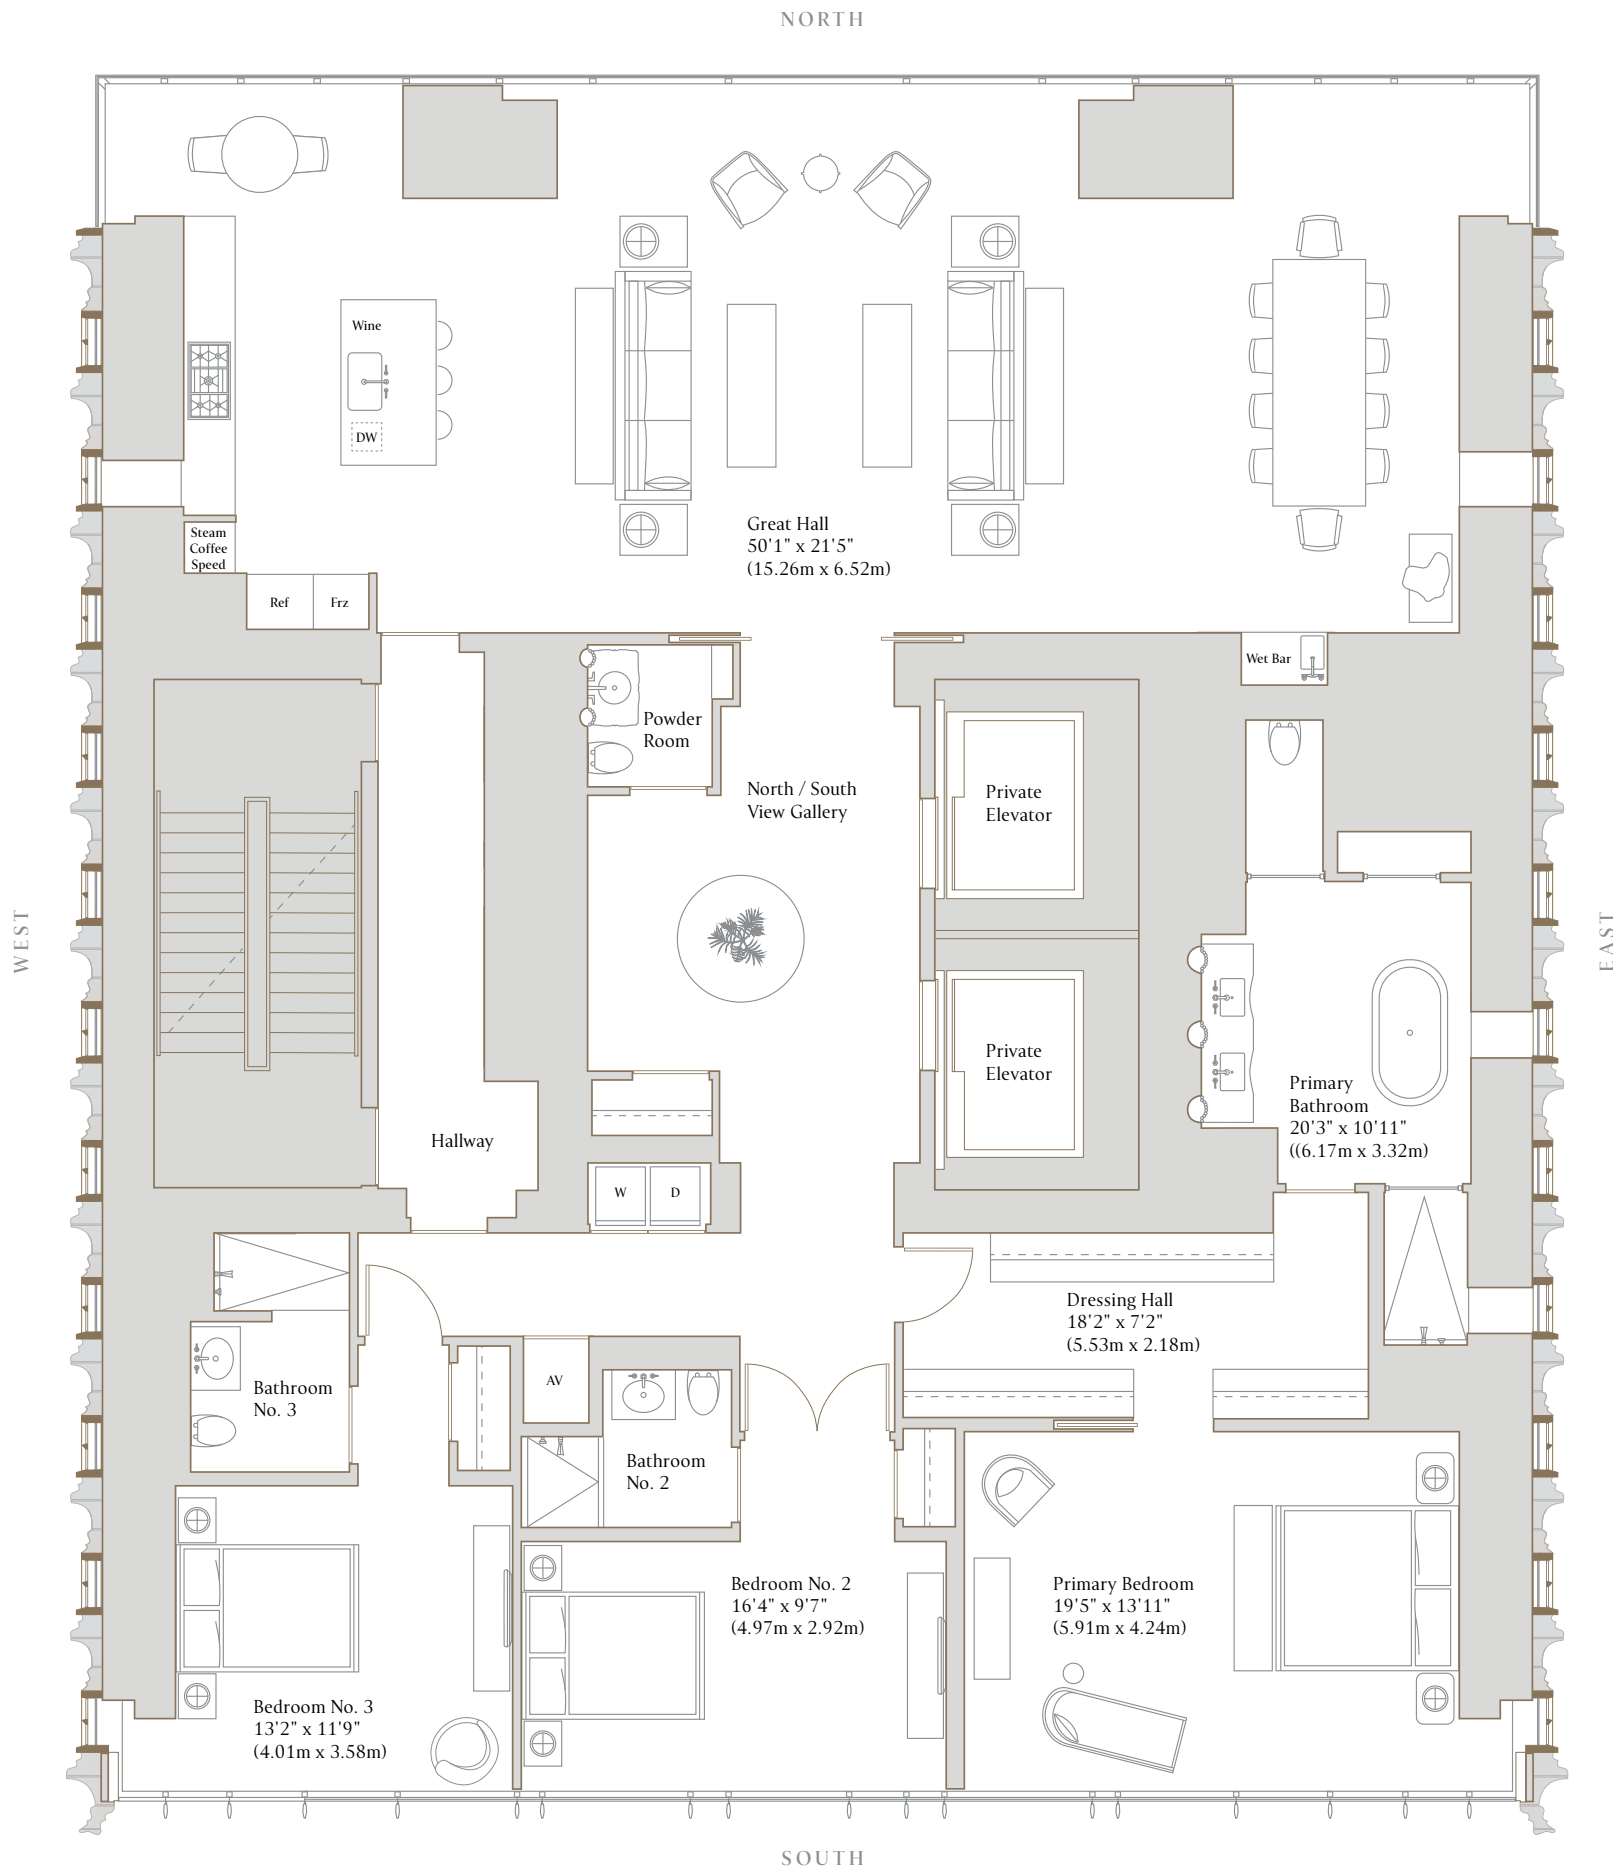 NORTH
Wine
DW
Great Hall
50'1" x 21'5"
(15.26m x 6.52m)
Steam
Coffee
Speed
Ref
Frz
Wet Bar
Powder
Room
North / South
View Gallery
Private
Elevator
WEST
EAST
Private
Elevator
Primary
Bathroom
20'3" x 10'11"
((6.17m x 3.32m)
Hallway
W
D
Dressing Hall
18'2" x 7'2"
(5.53m x 2.18m)
Bathroom
No. 3
AV
Bathroom
No. 2
Bedroom No. 2
16'4" x 9'7"
(4.97m x 2.92m)
Primary Bedroom
19'5" x 13'11"
(5.91m x 4.24m)
Bedroom No. 3
13'2" x 11'9"
(4.01m x 3.58m)
SOUTH